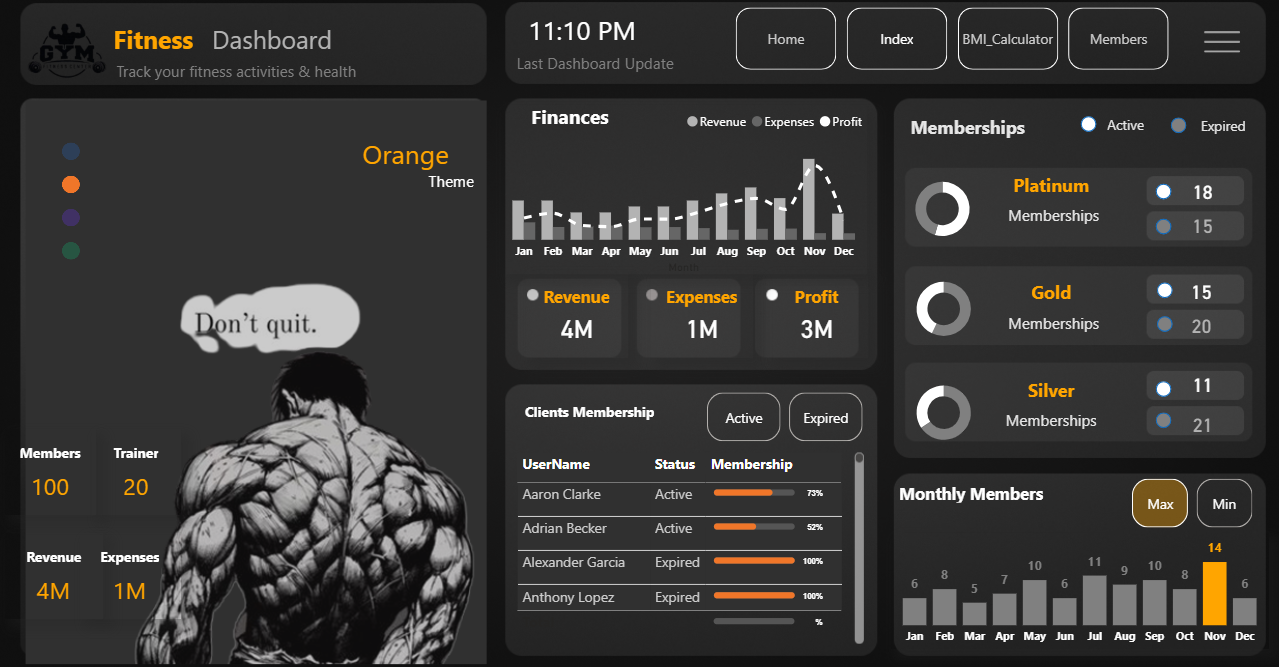 GYM
Fitness Dashboard
Track your fitness activities & health
11:10 PM
Last Dashboard Update
Home
Index
BMI_Calculator
Members
Orange
Theme
Don't quit.
Members
Trainer
100
20
Revenue
Expenses
4M
1M
Finances
Revenue Expenses Profit
Jan Feb Mar Apr May Jun Jul Aug Sep Oct Nov Dec
Month
Revenue
Expenses
Profit
4M
1M
3M
Clients Membership
Active
Expired
UserName Status Membership
Aaron Clarke Active 73%
Adrian Becker Active 52%
Alexander Garcia Expired 100%
Anthony Lopez Expired 100%
%
Memberships
Active
Expired
Platinum
Memberships
18
15
Gold
Memberships
15
20
Silver
Memberships
11
21
Monthly Members
Max
Min
6 8 5 7 10 6 11 9 10 8 14 6
Jan Feb Mar Apr May Jun Jul Aug Sep Oct Nov Dec